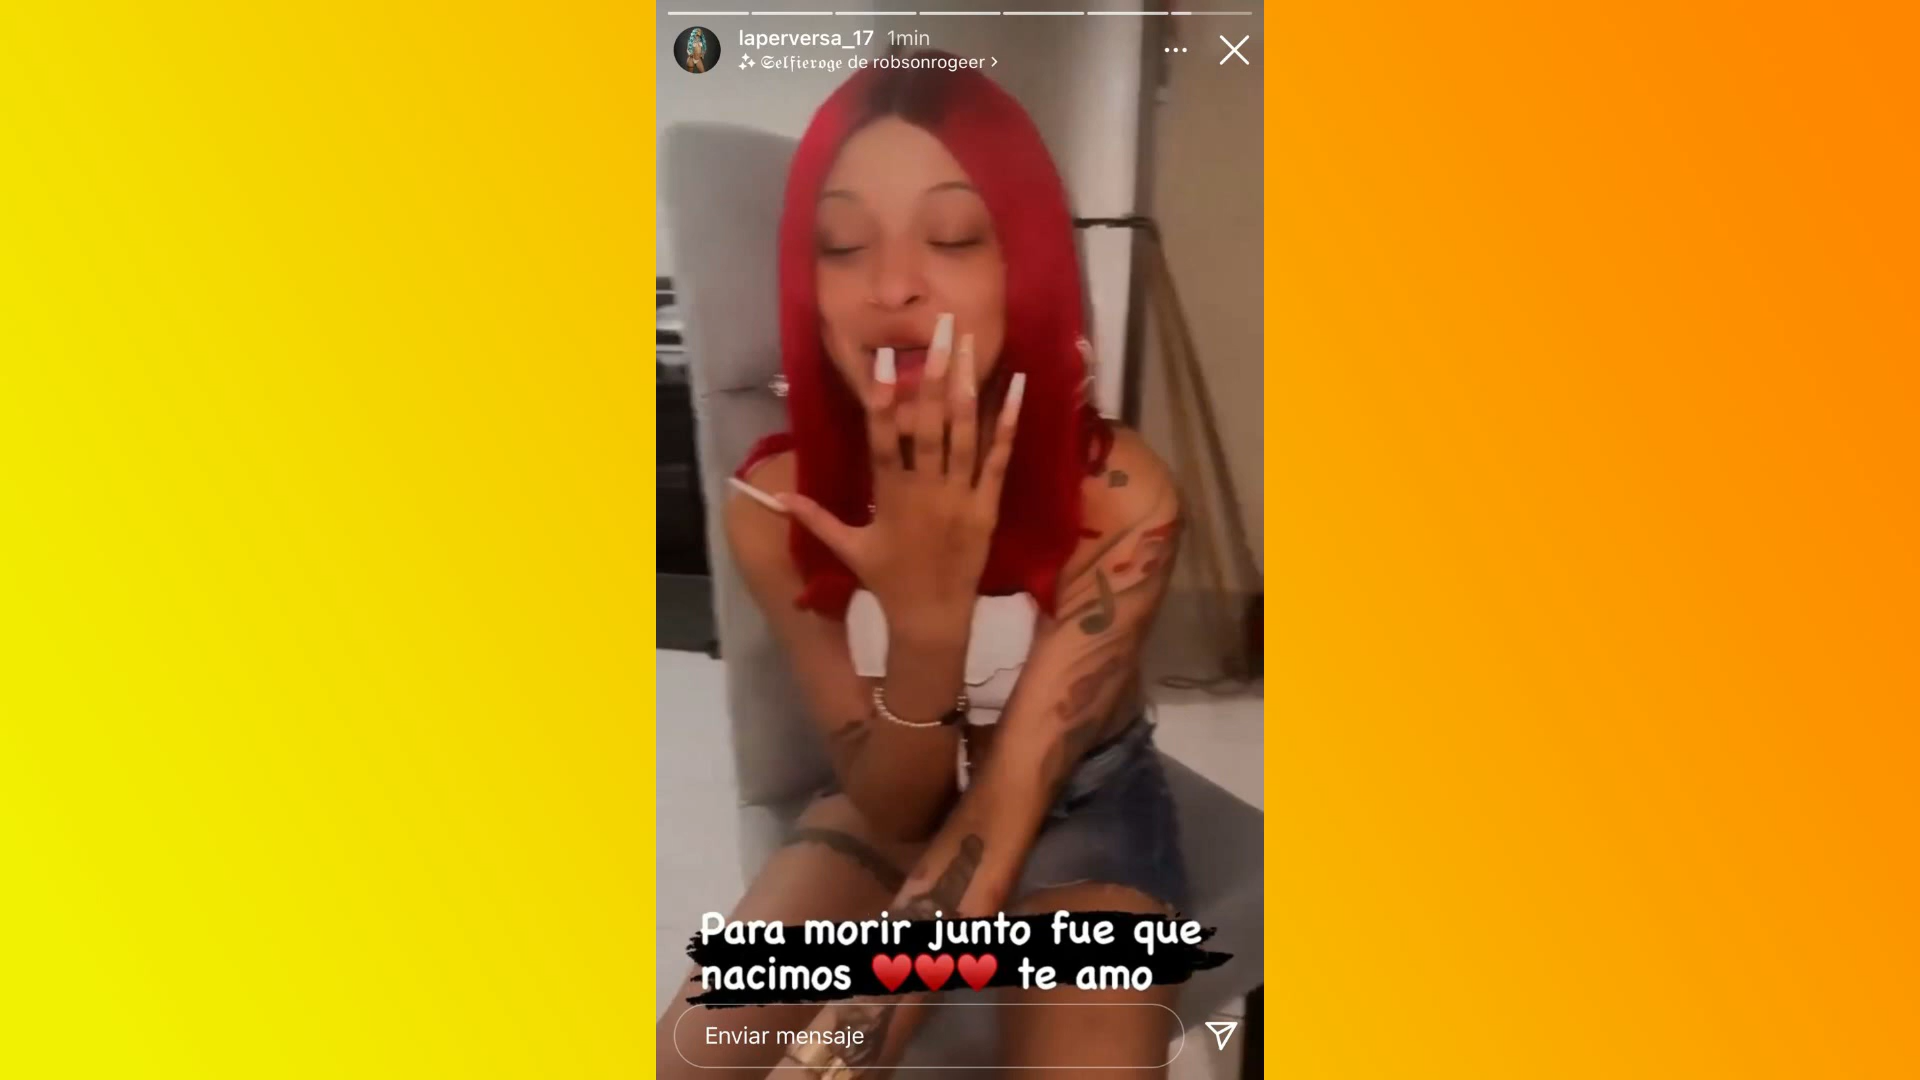 laperversa_17 1min
𝔖𝔢𝔩𝔣𝔦𝔢𝔯𝔬𝔤𝔢 de robsonrogeer >
Para morir junto fue que
nacimos ❤️❤️❤️ te amo
Enviar mensaje